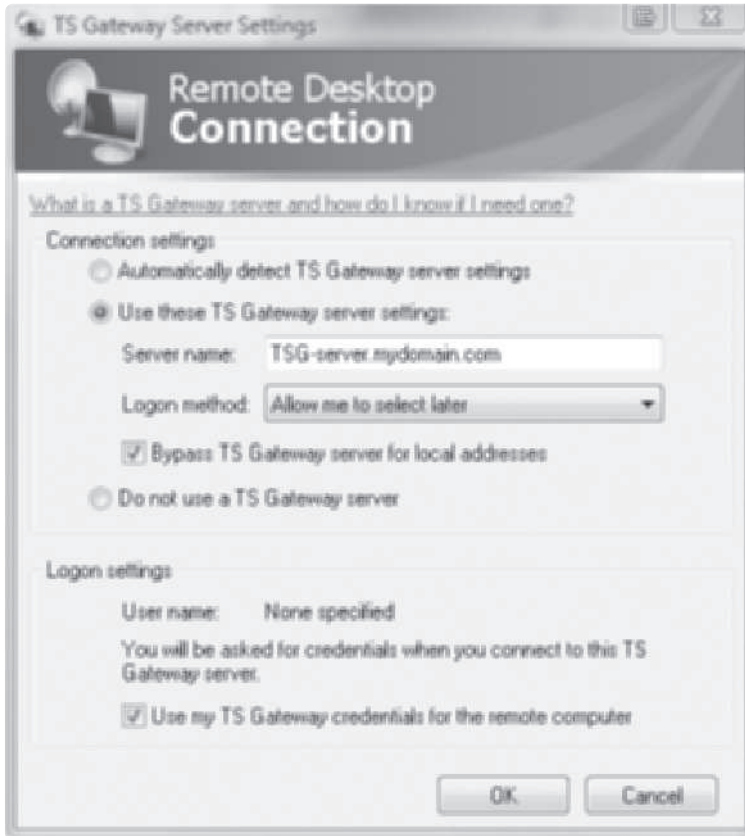 TS Gateway Server Settings
Remote Desktop
Connection
What is a TS Gateway server and how do I know if I need one?
Connection settings
Automatically detect TS Gateway server settings
Use these TS Gateway server settings:
Server name: TSG-server.mydomain.com
Logon method: Allow me to select later
Bypass TS Gateway server for local addresses
Do not use a TS Gateway server
Logon settings
User name: None specified
You will be asked for credentials when you connect to this TS
Gateway server.
Use my TS Gateway credentials for the remote computer
OK Cancel